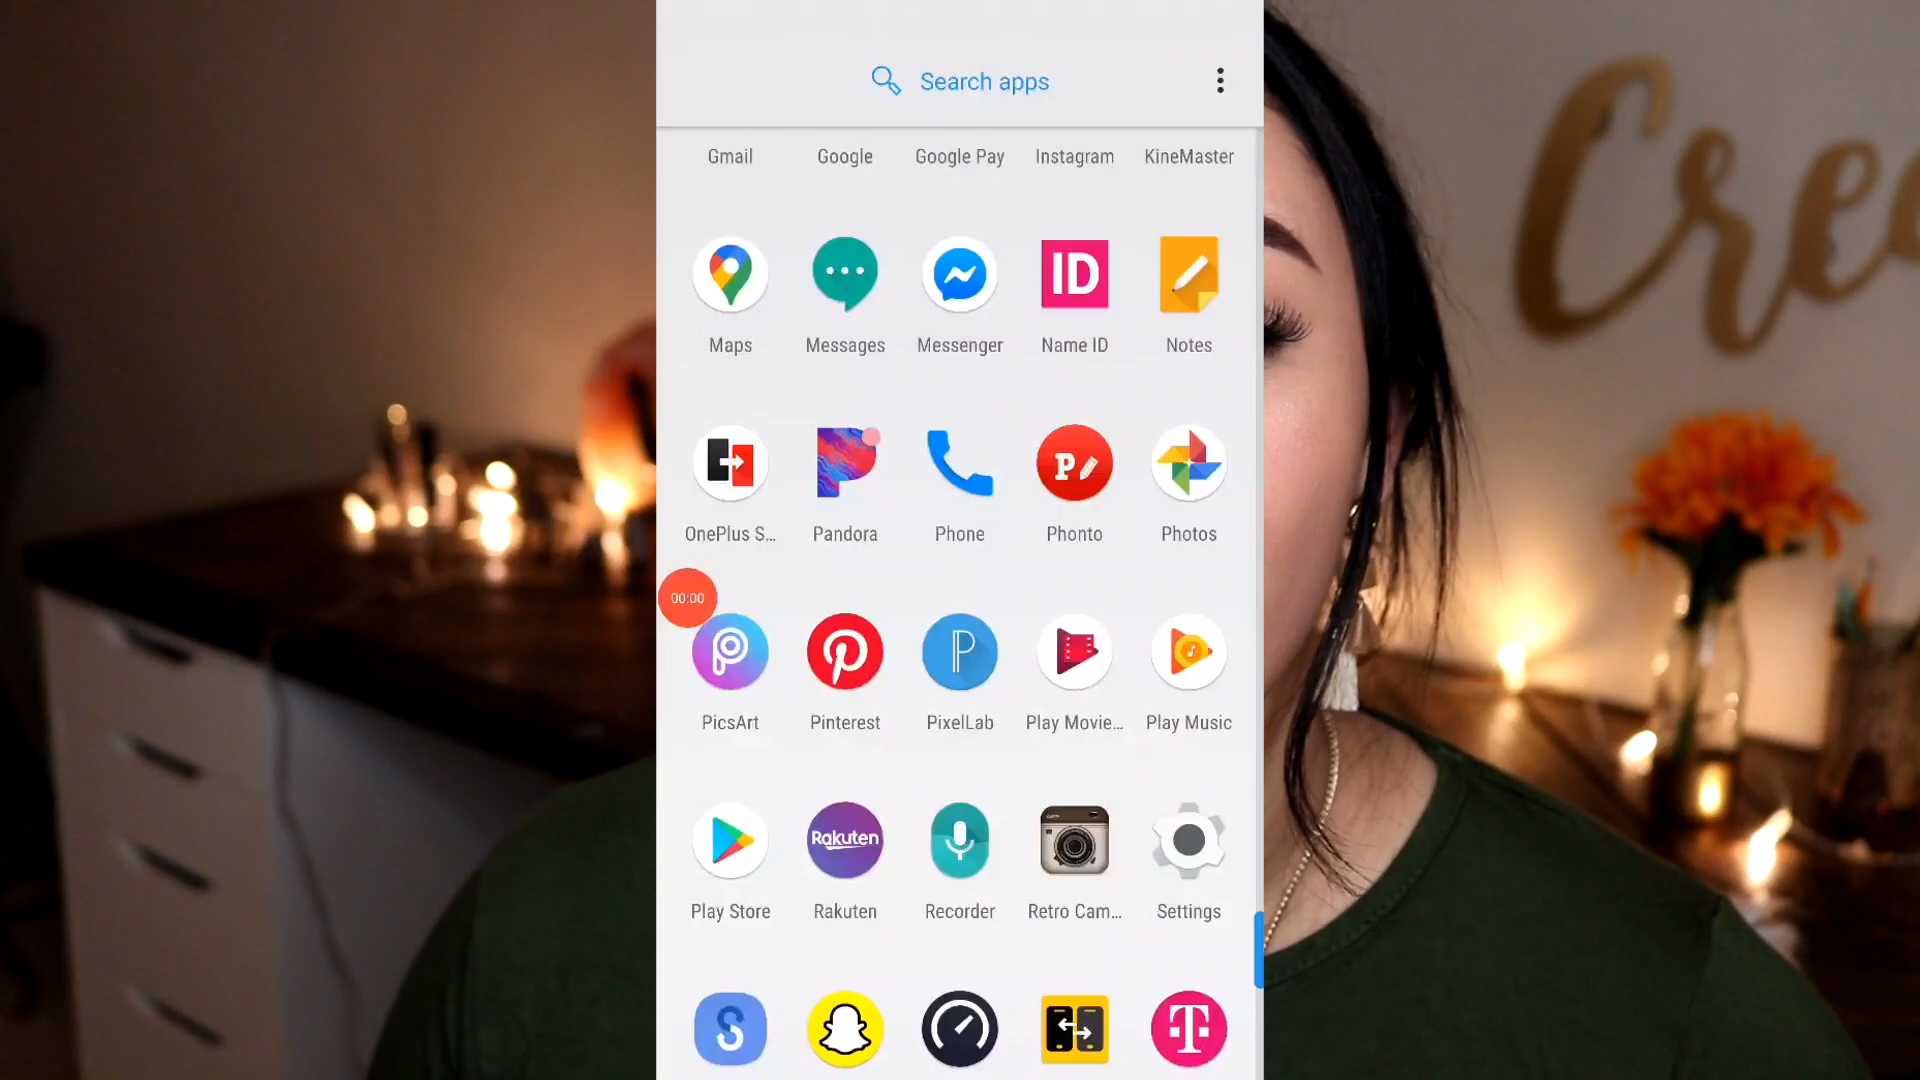 Search apps
Gmail Google Google Pay Instagram KineMaster
ID
Maps Messages Messenger Name ID Notes
P
OnePlus S... Pandora Phone Phonto Photos
00:00
PicsArt Pinterest PixelLab Play Movie... Play Music
Rakuten
Play Store Rakuten Recorder Retro Cam... Settings
T
Cre